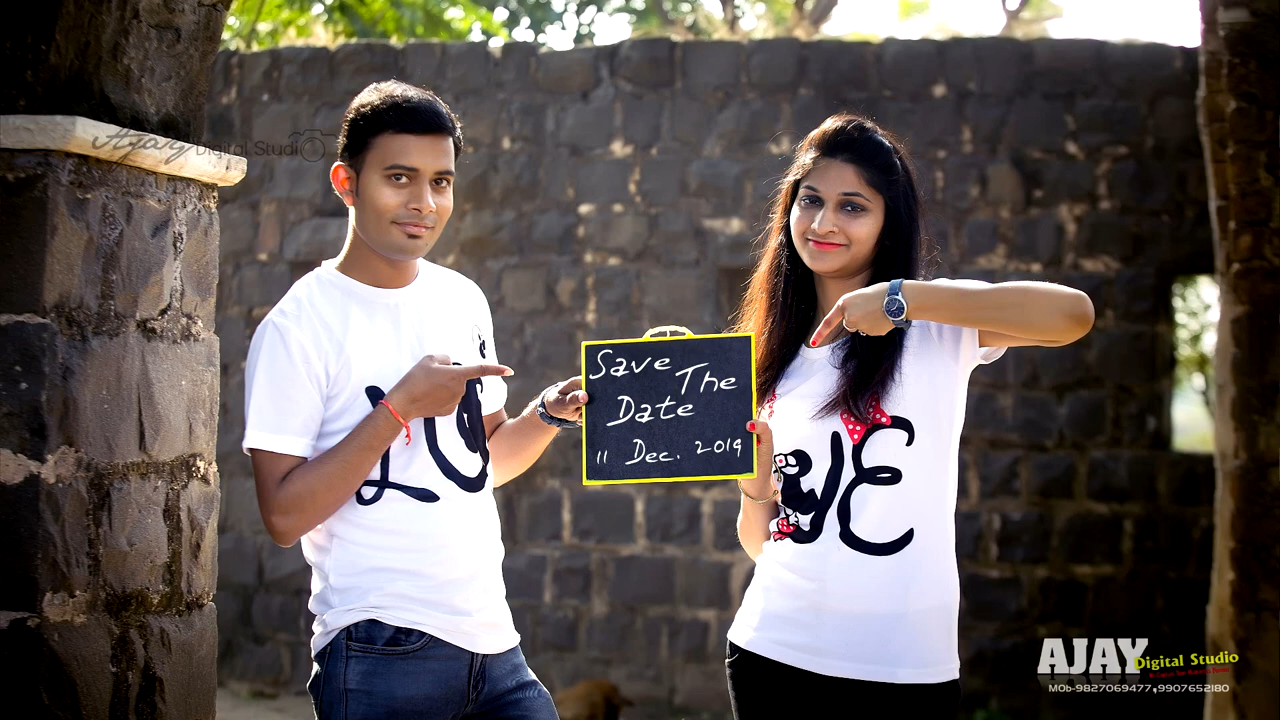 Ajay Digital Studio
Save
The
Date
11 Dec. 2019
LO
VE
AJAY Digital Studio
MOb-9827069477,9907652180